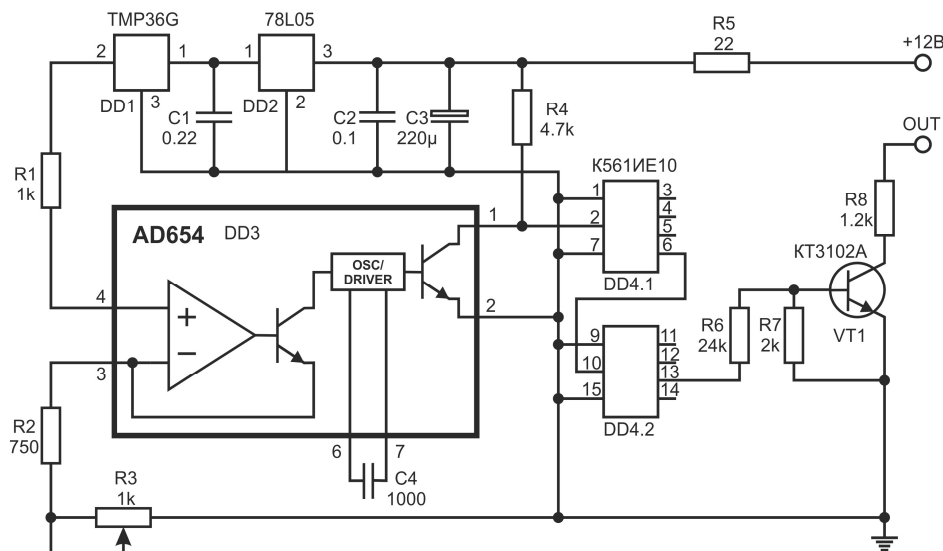 TMP36G
78L05
R5
22
+12В
2
1
1
3
3
2
DD1
DD2
C1
0.22
C2
0.1
C3
220µ
R4
4.7k
OUT
К561ИЕ10
R1
1k
R8
1.2k
AD654 DD3
1
1
3
4
2
5
7
6
OSC/
DRIVER
KT3102A
DD4.1
4
+
2
9
11
R6
24k
R7
2k
VT1
12
10
13
−
3
15
14
R2
750
DD4.2
6
7
C4
1000
R3
1k